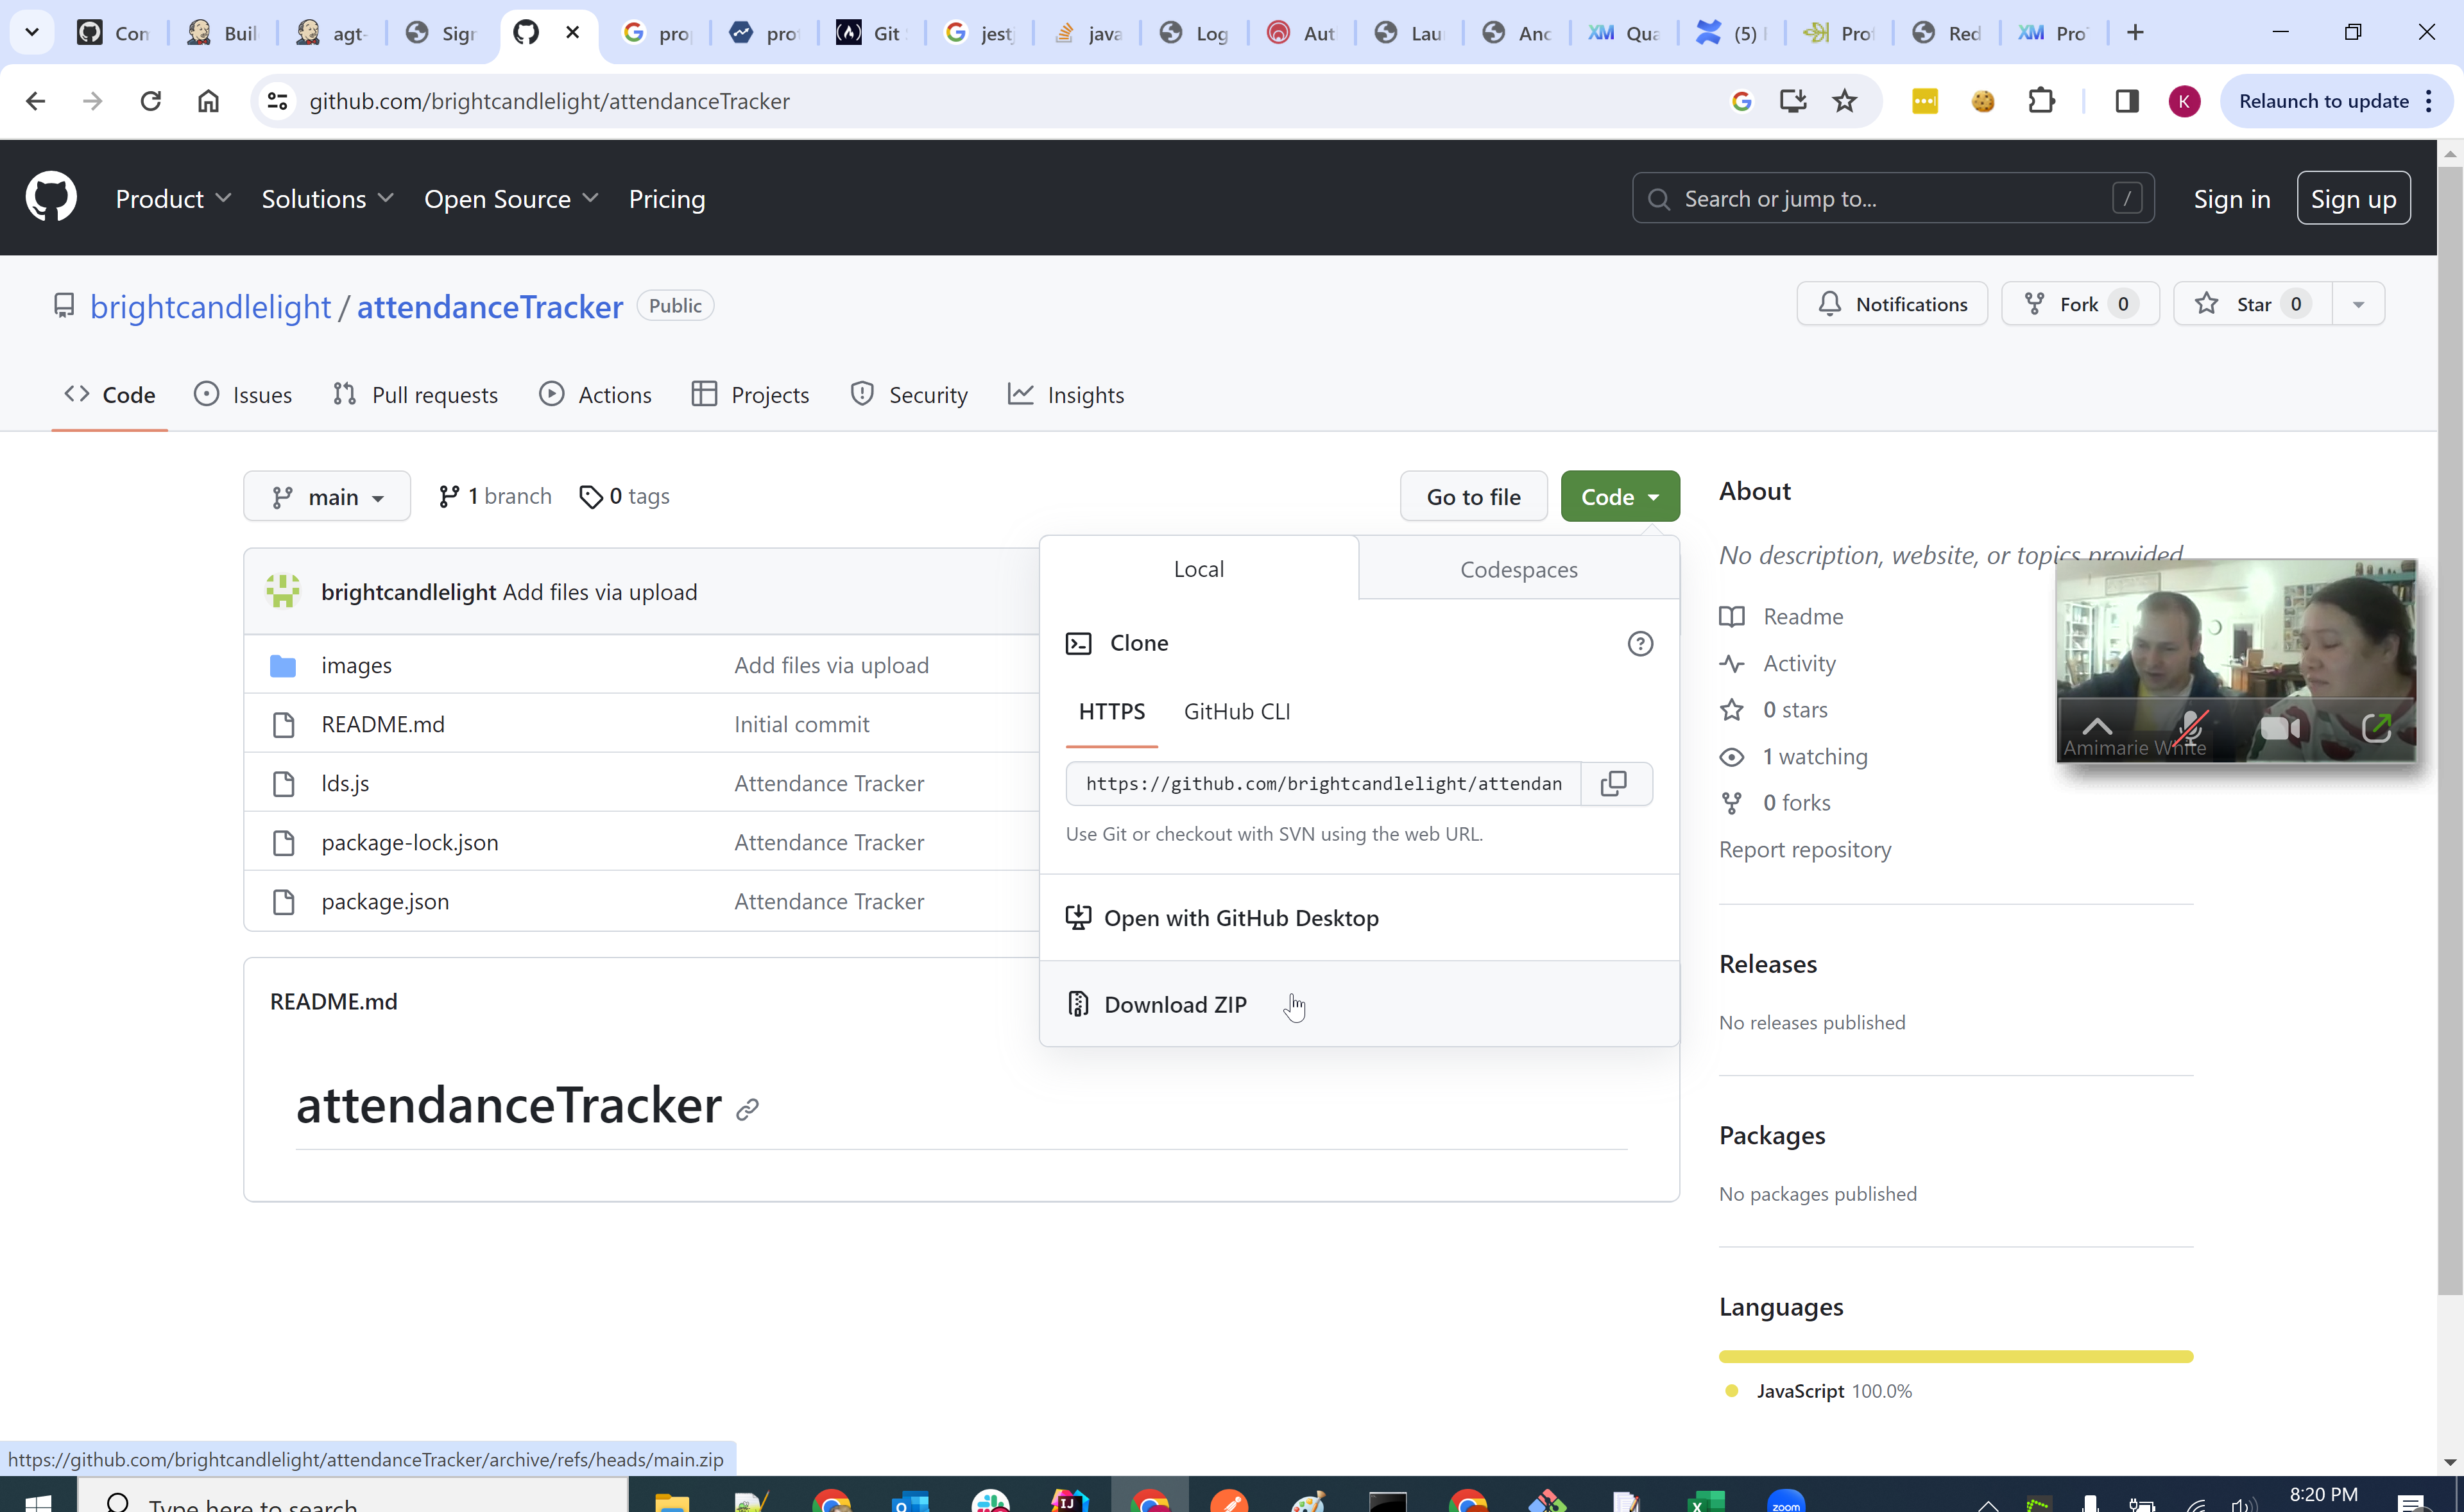 Con
Buil
agt-
Sigr
pro
pro
Git
jest
java
Log
Aut
Lau
Anc
Qua
(5)
Pro
Red
Pro
github.com/brightcandlelight/attendanceTracker
K
Relaunch to update
Product
Solutions
Open Source
Pricing
Search or jump to...
/
Sign in
Sign up
brightcandlelight / attendanceTracker
Public
Notifications
Fork 0
Star 0
Code
Issues
Pull requests
Actions
Projects
Security
Insights
main
1 branch
0 tags
Go to file
Code
About
No description, website, or topics provided
brightcandlelight Add files via upload
Local
Codespaces
images
Add files via upload
README.md
Initial commit
lds.js
Attendance Tracker
package-lock.json
Attendance Tracker
package.json
Attendance Tracker
Clone
HTTPS
GitHub CLI
https://github.com/brightcandlelight/attendan
Use Git or checkout with SVN using the web URL.
Open with GitHub Desktop
Download ZIP
Readme
Activity
0 stars
1 watching
0 forks
Report repository
Amimarie White
Releases
No releases published
Packages
No packages published
Languages
JavaScript 100.0%
README.md
attendanceTracker
https://github.com/brightcandlelight/attendanceTracker/archive/refs/heads/main.zip
Type here to search
zoom
8:20 PM